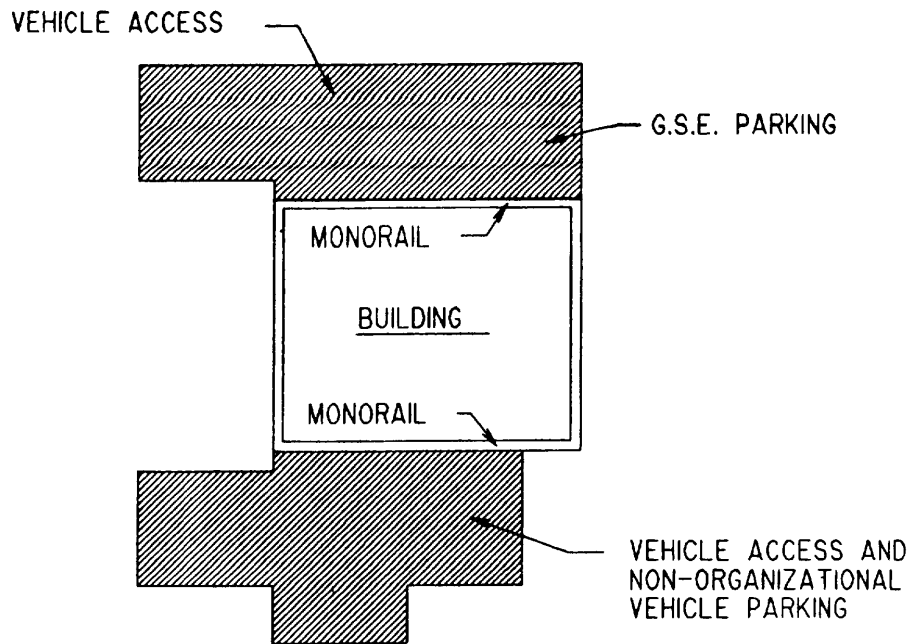 VEHICLE ACCESS
G.S.E. PARKING
MONORAIL
BUILDING
MONORAIL
VEHICLE ACCESS AND
NON-ORGANIZATIONAL
VEHICLE PARKING